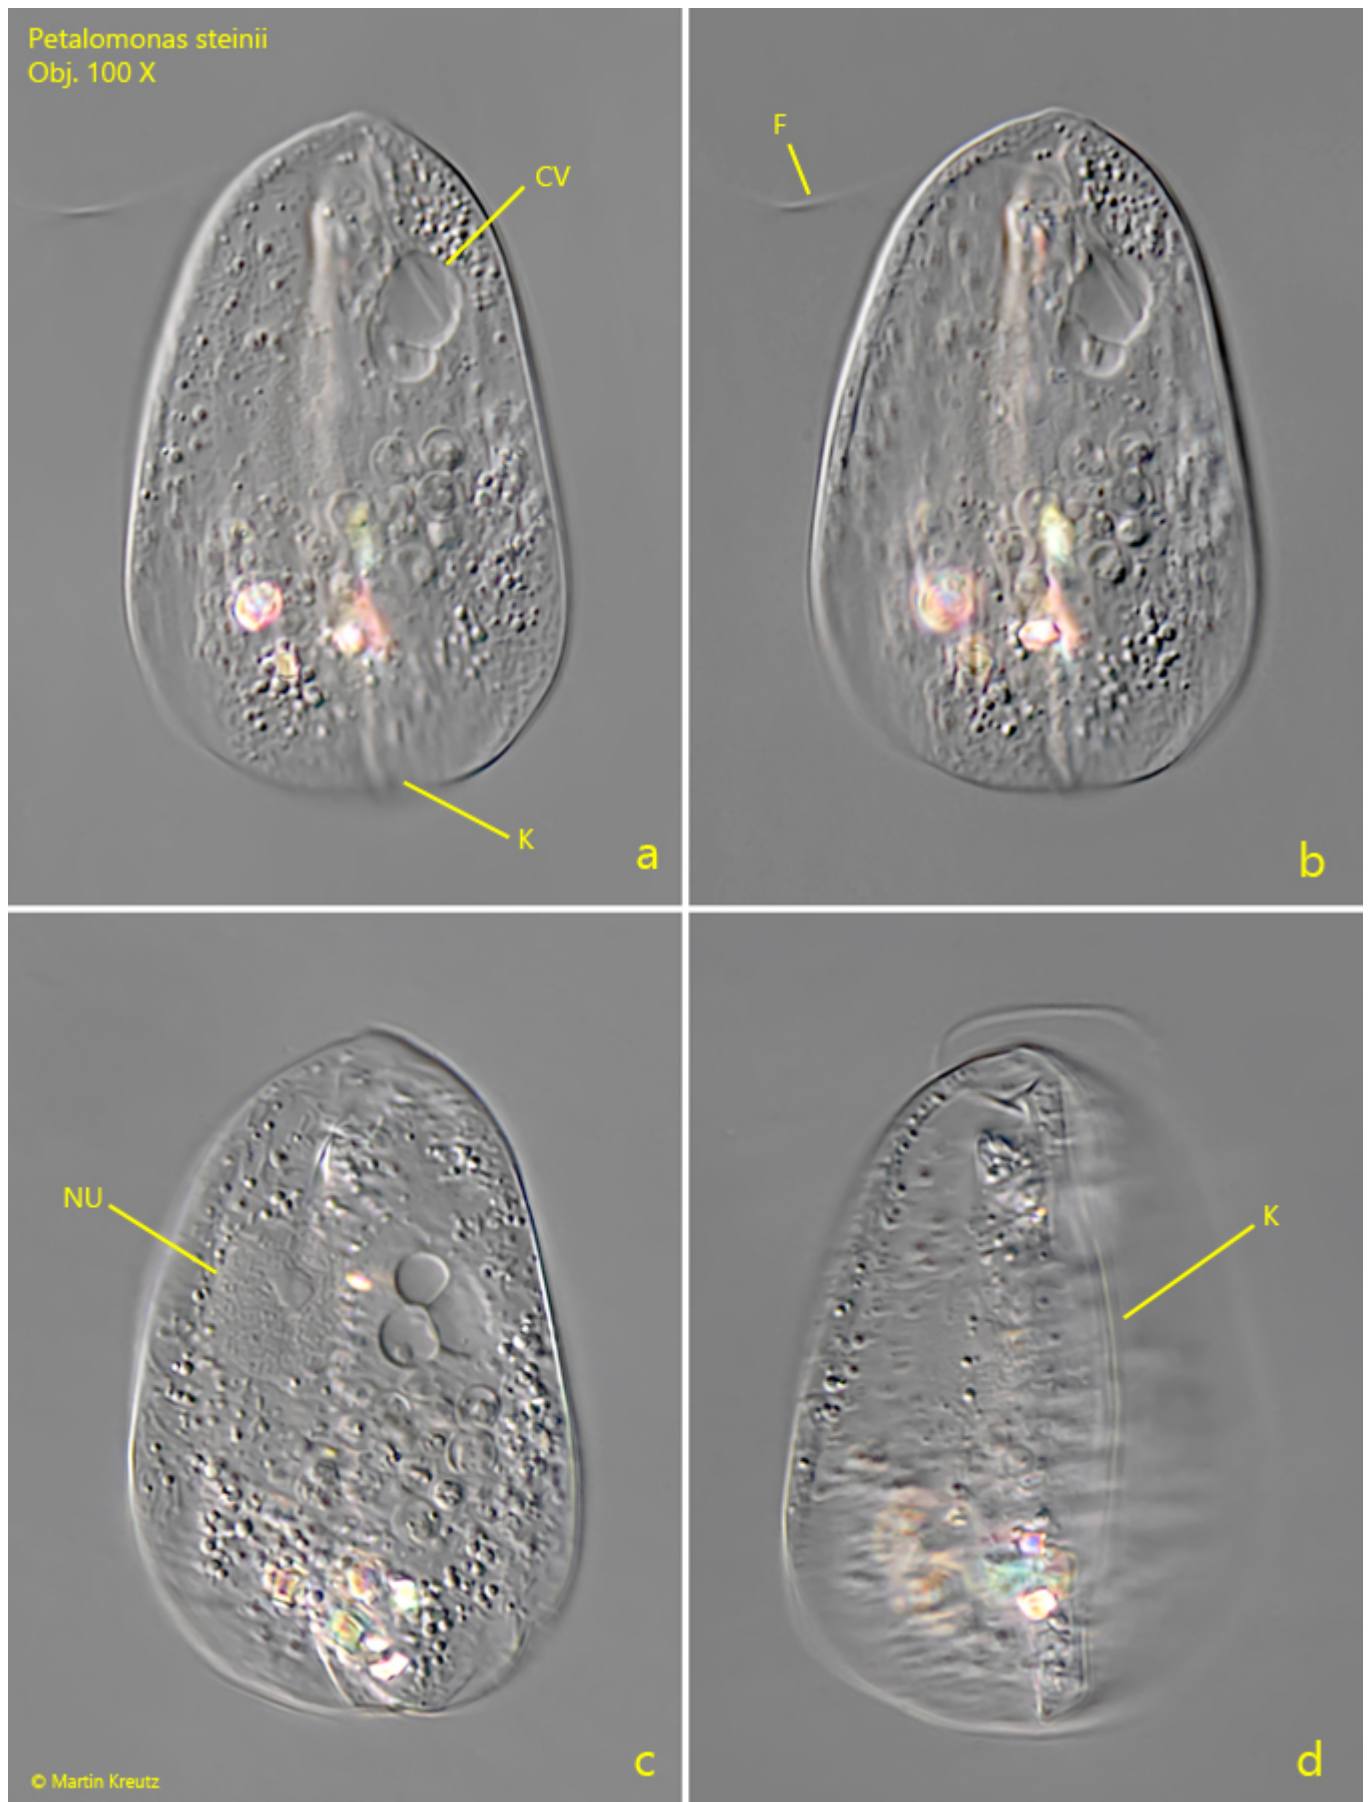 Petalomonas steinii
Obj. 100 X
CV
K
a
F
b
NU
c
© Martin Kreutz
K
d